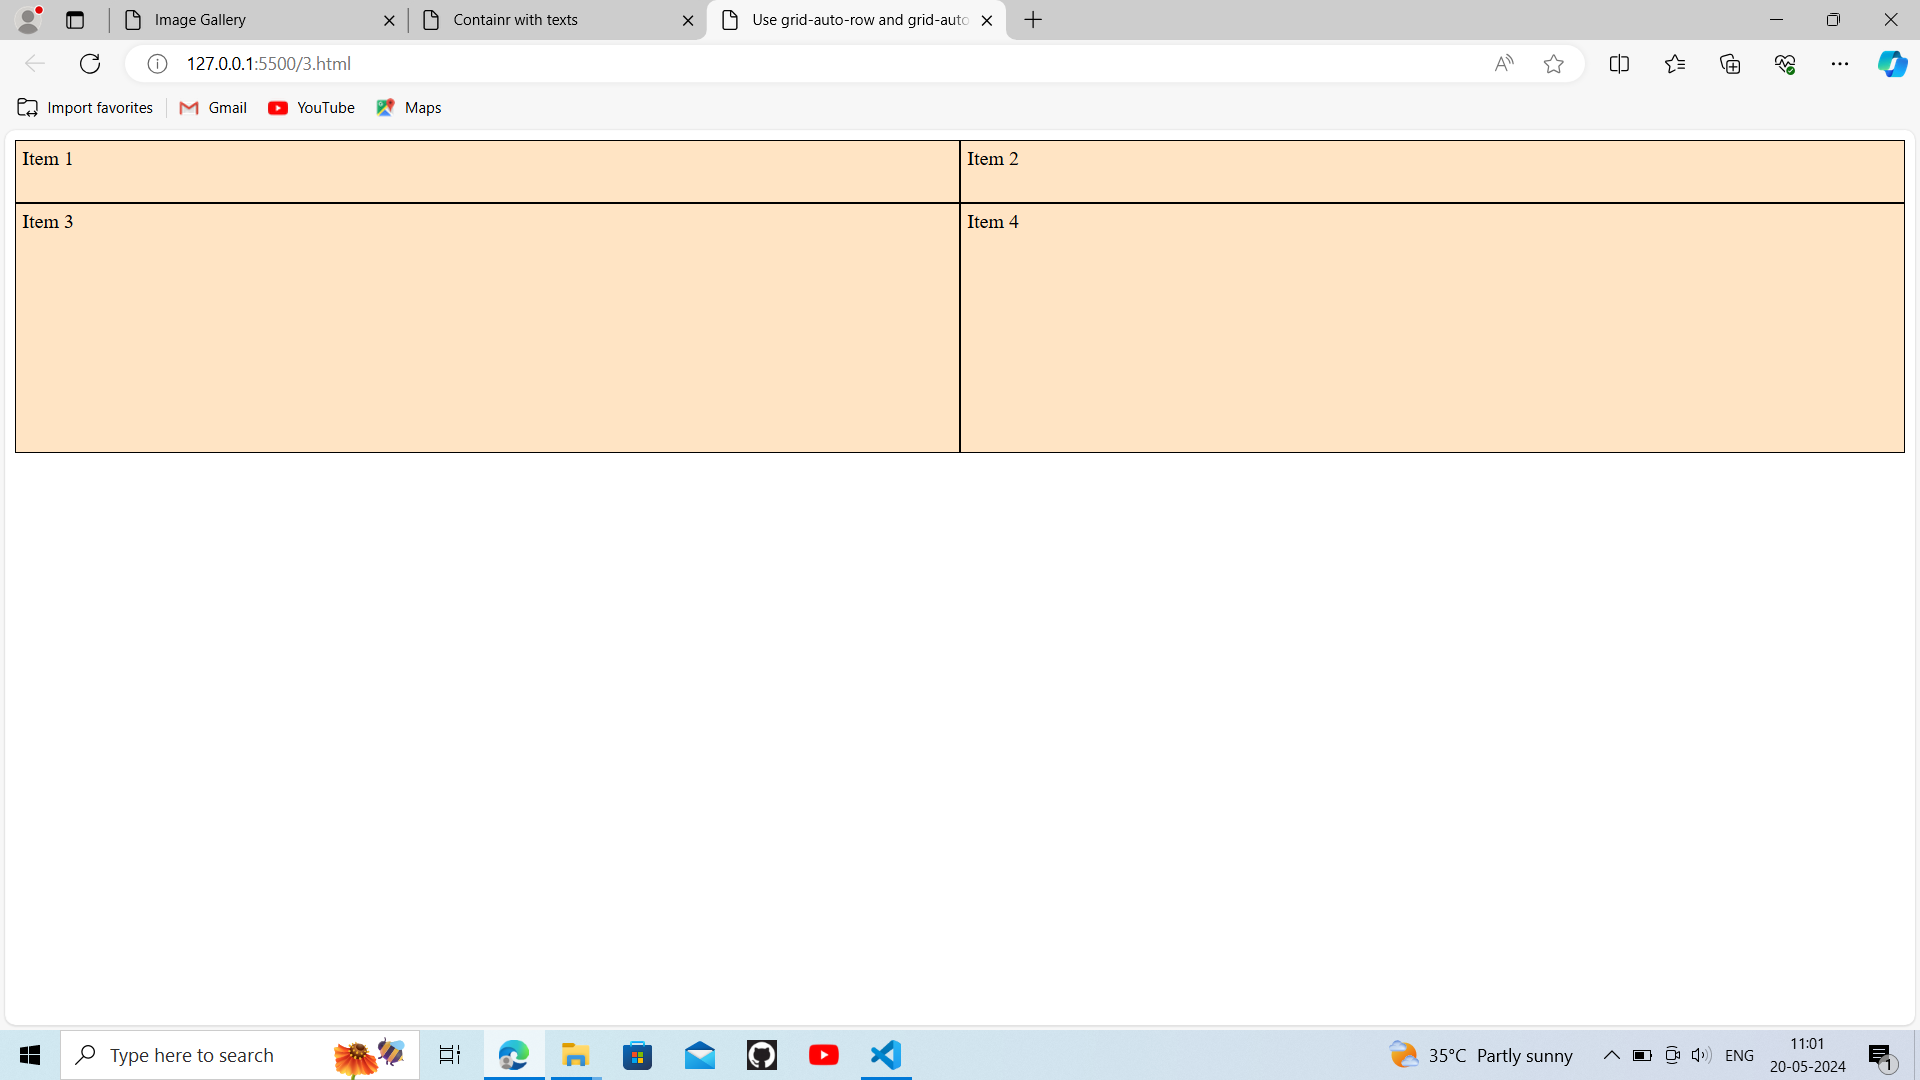 Image Gallery
Containr with texts
Use grid-auto-row and grid-auto
127.0.0.1:5500/3.html
Import favorites
Gmail
YouTube
Maps
Item 1
Item 2
Item 3
Item 4
Type here to search
35°C Partly sunny
ENG
11:01
20-05-2024
1